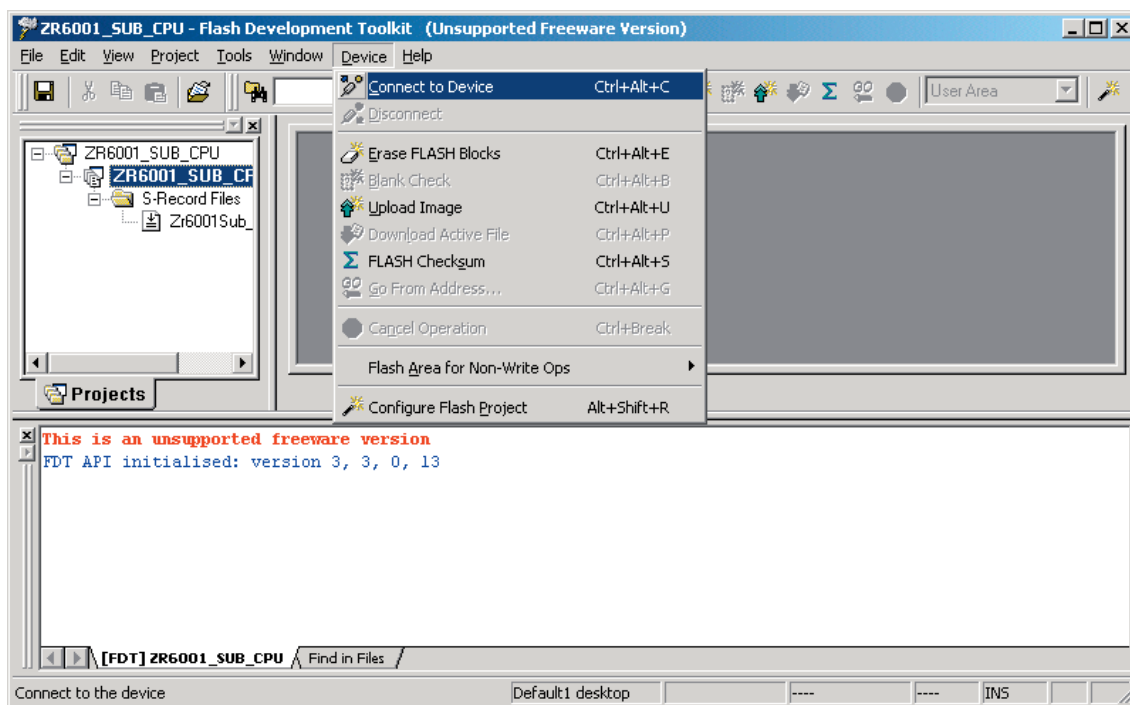 ZR6001_SUB_CPU - Flash Development Toolkit (Unsupported Freeware Version)
File Edit View Project Tools Window Device Help
User Area
Connect to Device Ctrl+Alt+C
Disconnect
Erase FLASH Blocks Ctrl+Alt+E
Blank Check Ctrl+Alt+B
Upload Image Ctrl+Alt+U
Download Active File Ctrl+Alt+P
FLASH Checksum Ctrl+Alt+S
Go From Address... Ctrl+Alt+G
Cancel Operation Ctrl+Break
Flash Area for Non-Write Ops
Configure Flash Project Alt+Shift+R
ZR6001_SUB_CPU
ZR6001_SUB_CP
S-Record Files
Zr6001Sub_
Projects
This is an unsupported freeware version
FDT API initialised: version 3, 3, 0, 13
[FDT] ZR6001_SUB_CPU Find in Files
Connect to the device Default1 desktop ---- ---- INS